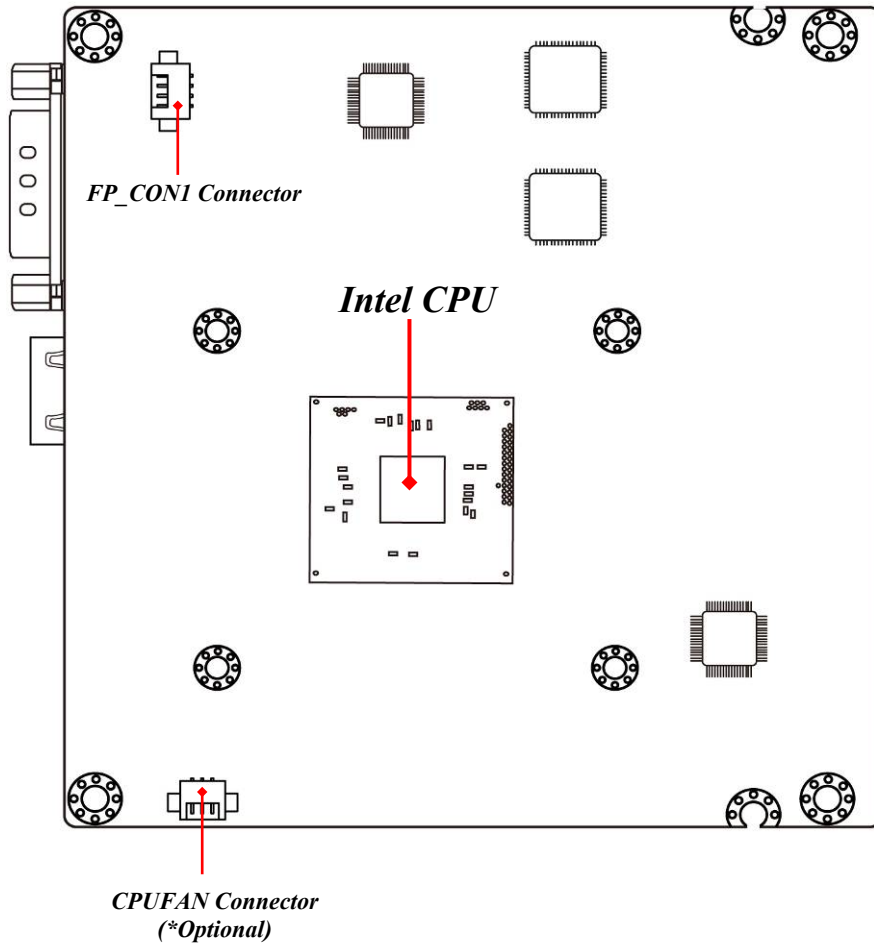 FP_CON1 Connector
Intel CPU
CPUFAN Connector
(*Optional)